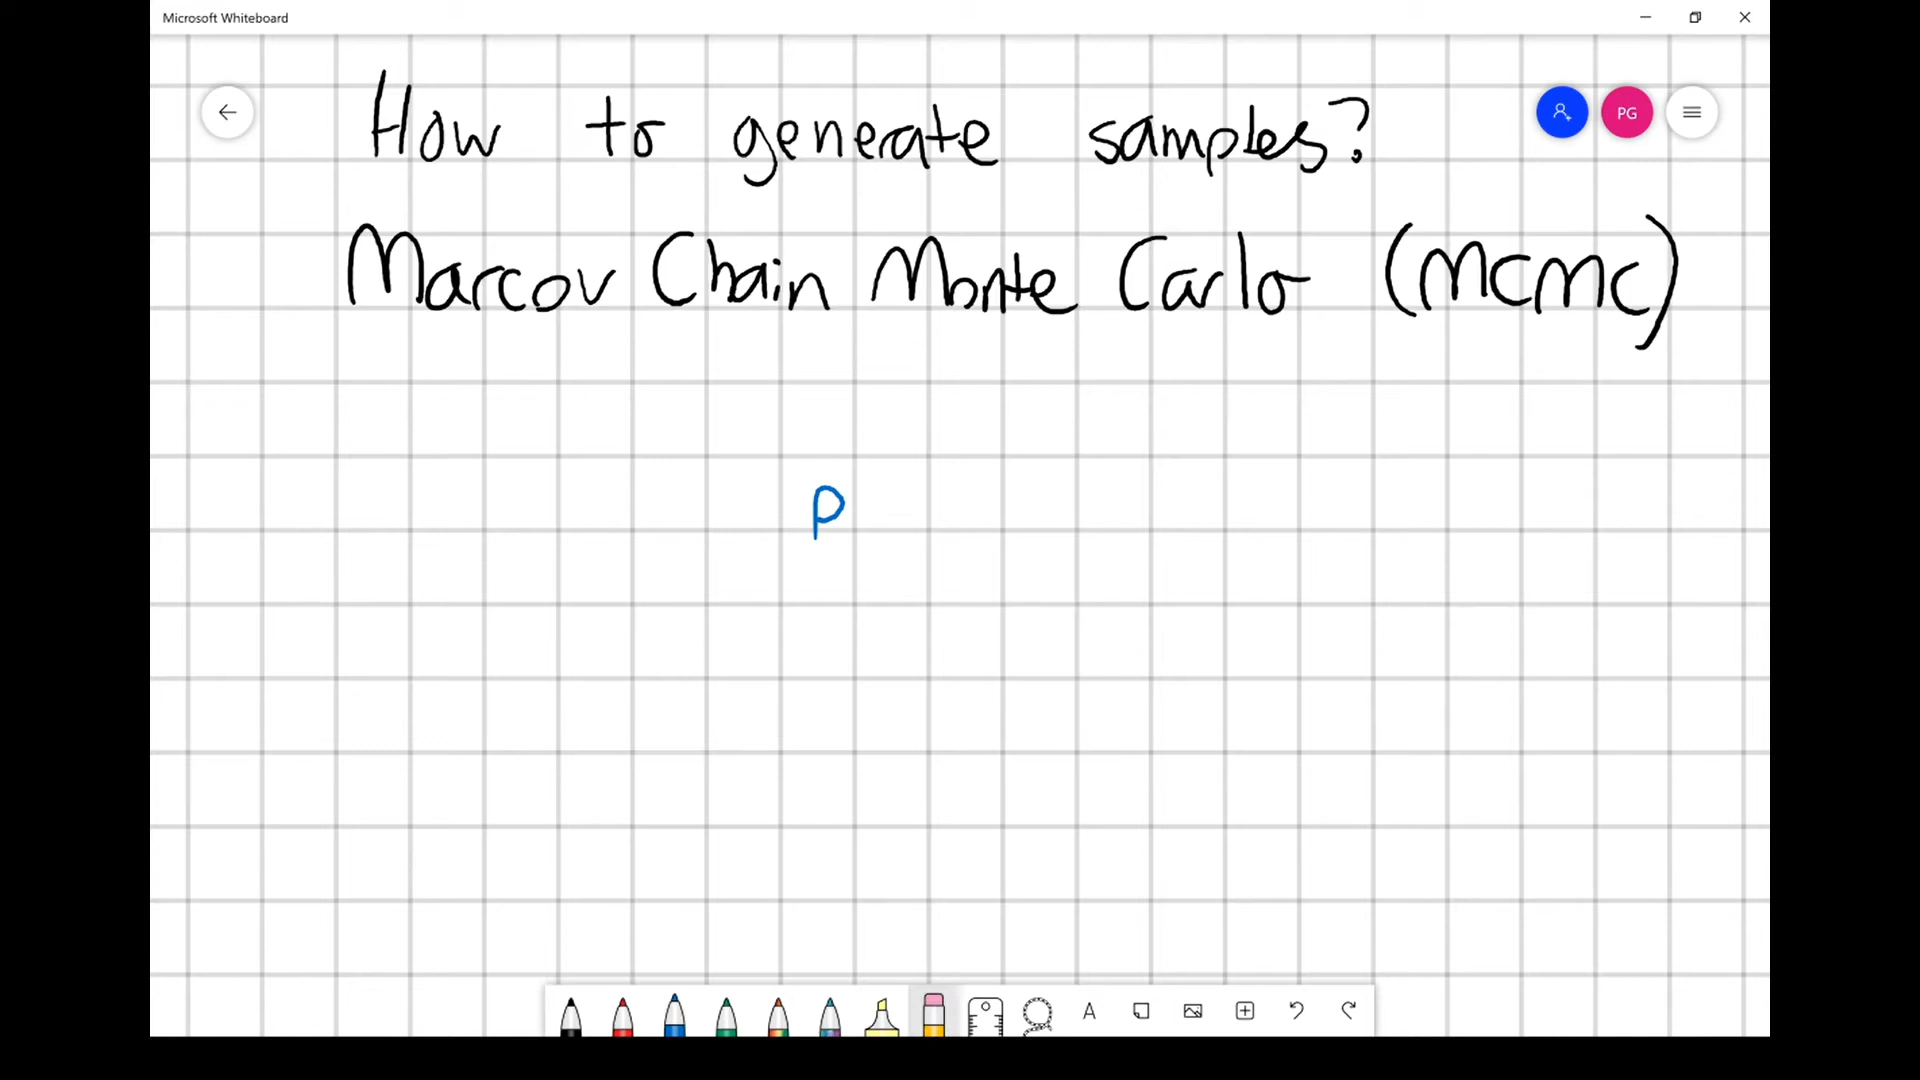 Microsoft Whiteboard
How to generate samples?
PG
Marcov Chain Monte Carlo (MCMC)
P
A